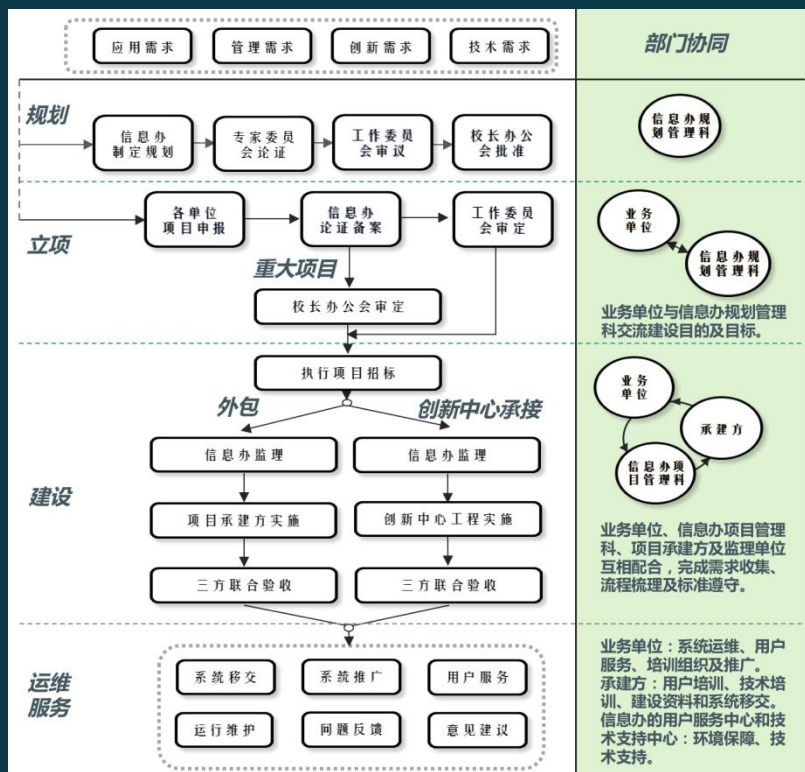 应用需求
管理需求
创新需求
技术需求
部门协同
规划
信息办
制定规划
专家委员
会论证
工作委员
会审议
校长办公
会批准
信息办规
划管理科
立项
各单位
项目申报
信息办
论证备案
工作委员
会审定
重大项目
校长办公会审定
业务
单位
信息办规
划管理科
业务单位与信息办规划管理
科交流建设目的及目标。
建设
执行项目招标
外包
创新中心承接
信息办监理
信息办监理
项目承建方实施
创新中心工程实施
三方联合验收
三方联合验收
业务
单位
承建方
信息办项
目管理科
业务单位、信息办项目管理
科、项目承建方及监理单位
互相配合，完成需求收集、
流程梳理及标准遵守。
运维
服务
系统移交
系统推广
用户服务
运行维护
问题反馈
意见建议
业务单位：系统运维、用户
服务、培训组织及推广。
承建方：用户培训、技术培
训、建设资料和系统移交。
信息办的用户服务中心和技
术支持中心：环境保障、技
术支持。